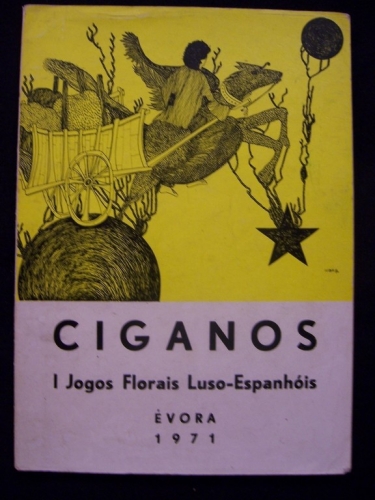 CIGANOS
I Jogos Florais Luso-Espanhóis
ÉVORA
1971